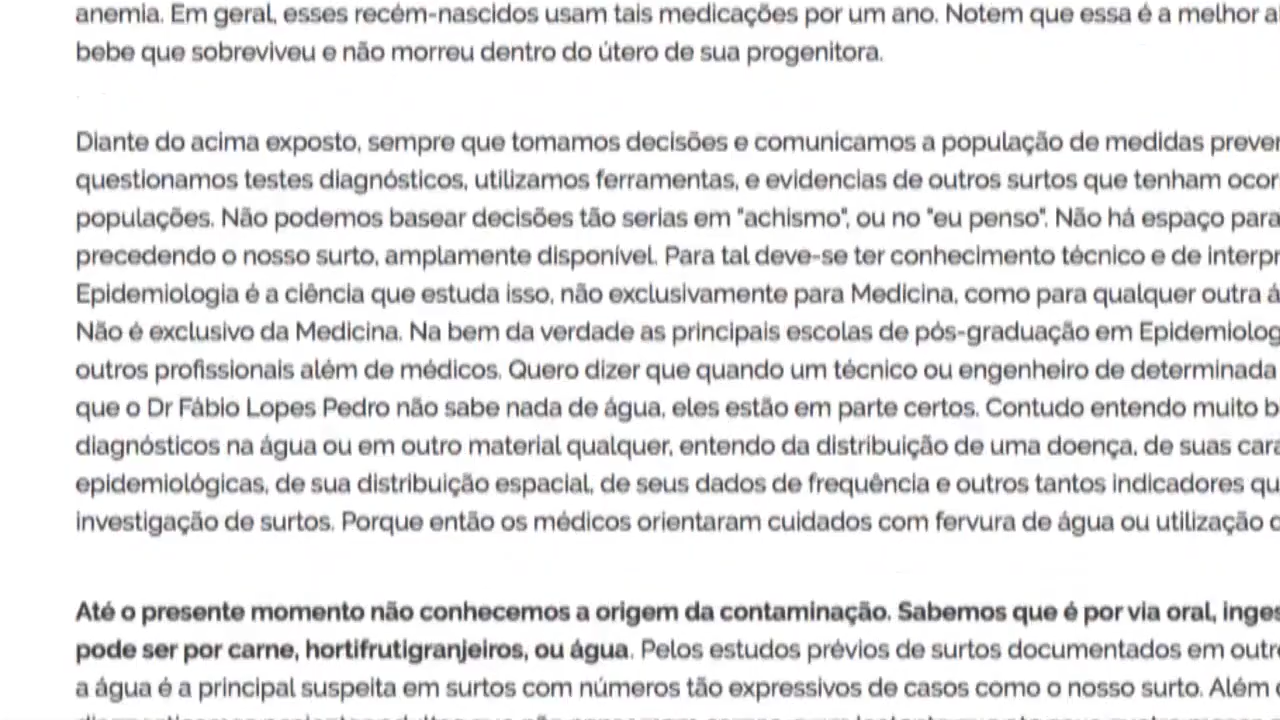 anemia. Em geral, esses recém-nascidos usam tais medicações por um ano. Notem que essa é a melhor
bebe que sobreviveu e não morreu dentro do útero de sua progenitora.
Diante do acima exposto, sempre que tomamos decisões e comunicamos a população de medidas preven
questionamos testes diagnósticos, utilizamos ferramentas, e evidencias de outros surtos que tenham ocor
populações. Não podemos basear decisões tão serias em "achismo", ou no "eu penso". Não há espaço para
precedendo o nosso surto, amplamente disponível. Para tal deve-se ter conhecimento técnico e de interpr
Epidemiologia é a ciência que estuda isso, não exclusivamente para Medicina, como para qualquer outra á
Não é exclusivo da Medicina. Na bem da verdade as principais escolas de pós-graduação em Epidemiolog
outros profissionais além de médicos. Quero dizer que quando um técnico ou engenheiro de determinada
que o Dr Fábio Lopes Pedro não sabe nada de água, eles estão em parte certos. Contudo entendo muito b
diagnósticos na água ou em outro material qualquer, entendo da distribuição de uma doença, de suas cara
epidemiológicas, de sua distribuição espacial, de seus dados de frequência e outros tantos indicadores qu
investigação de surtos. Porque então os médicos orientaram cuidados com fervura de água ou utilização
Até o presente momento não conhecemos a origem da contaminação. Sabemos que é por via oral, inges
pode ser por carne, hortifrutigranjeiros, ou água. Pelos estudos prévios de surtos documentados em outr
a água é a principal suspeita em surtos com números tão expressivos de casos como o nosso surto. Além